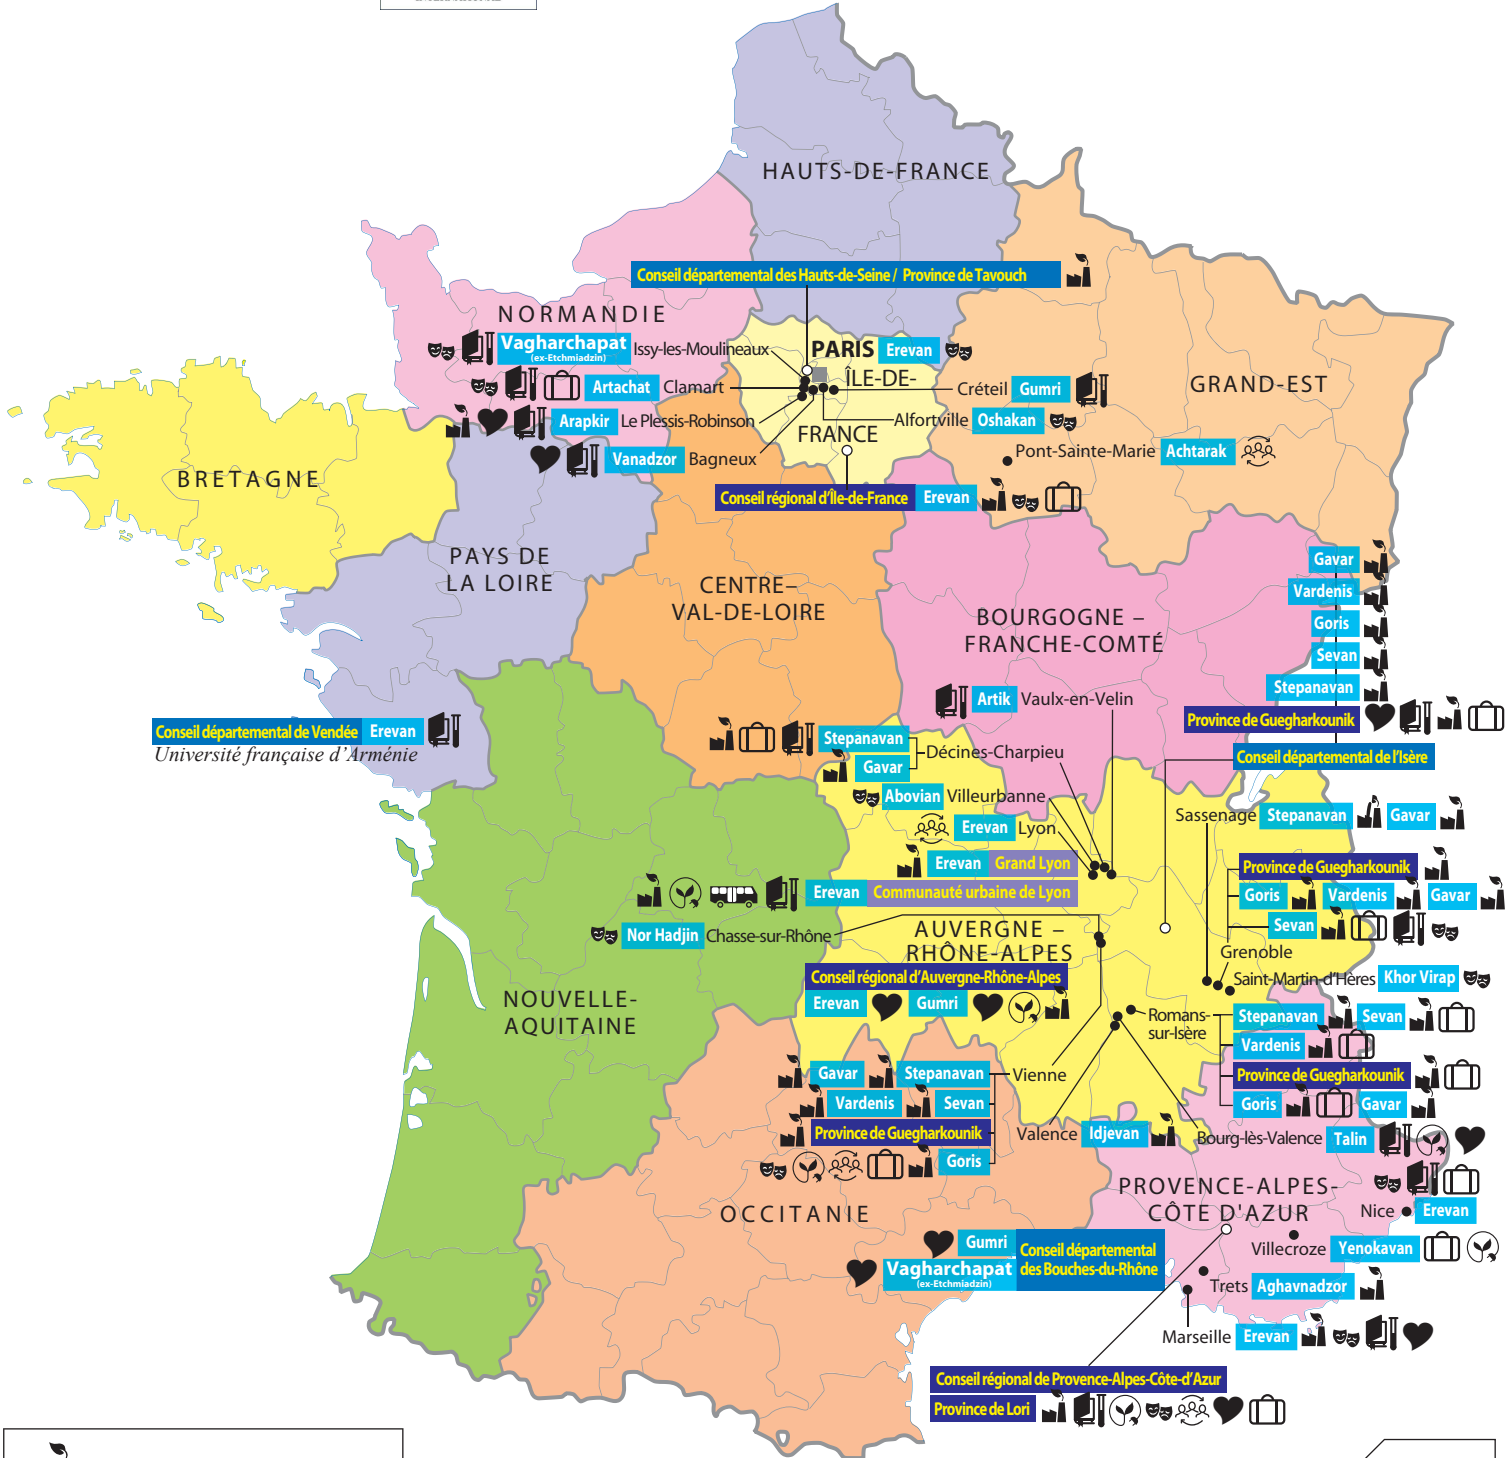 HAUTS-DE-FRANCE
Conseil départemental des Hauts-de-Seine / Province de Tavouch
NORMANDIE
Vagharchapat
(ex-Etchmiadzin)
Issy-les-Moulineaux
PARIS Erevan
ÎLE-DE-
FRANCE
Artachat Clamart
Créteil Gumri
GRAND-EST
Arapkir Le Plessis-Robinson
Alfortville Oshakan
Vanadzor Bagneux
Pont-Sainte-Marie Achtarak
BRETAGNE
Conseil régional d'Île-de-France Erevan
PAYS DE
LA LOIRE
CENTRE–
VAL-DE-LOIRE
BOURGOGNE –
FRANCHE-COMTÉ
Gavar
Vardenis
Goris
Sevan
Stepanavan
Province de Guegharkounik
Conseil départemental de l'Isère
Artik Vaulx-en-Velin
Conseil départemental de Vendée Erevan
Université française d'Arménie
Stepanavan
Gavar
Décines-Charpieu
Abovian Villeurbanne
Erevan Lyon
Erevan Grand Lyon
Erevan Communauté urbaine de Lyon
Nor Hadjin Chasse-sur-Rhône
Sassenage Stepanavan Gavar
Province de Guegharkounik
Goris Vardenis Gavar
Sevan
Grenoble
Saint-Martin-d'Hères Khor Virap
AUVERGNE –
RHÔNE-ALPES
Conseil régional d'Auvergne-Rhône-Alpes
Erevan Gumri
NOUVELLE-
AQUITAINE
Romans-
sur-Isère
Stepanavan Sevan
Vardenis
Province de Guegharkounik
Goris Gavar
Gavar Stepanavan Vienne
Vardenis Sevan
Province de Guegharkounik
Goris
Valence Idjevan
Bourg-lès-Valence Talin
OCCITANIE
PROVENCE-ALPES-
CÔTE D'AZUR
Nice Erevan
Villecroze Yenokavan
Gumri
Vagharchapat
(ex-Etchmiadzin)
Conseil départemental
des Bouches-du-Rhône
Trets Aghavnadzor
Marseille Erevan
Conseil régional de Provence-Alpes-Côte-d'Azur
Province de Lori